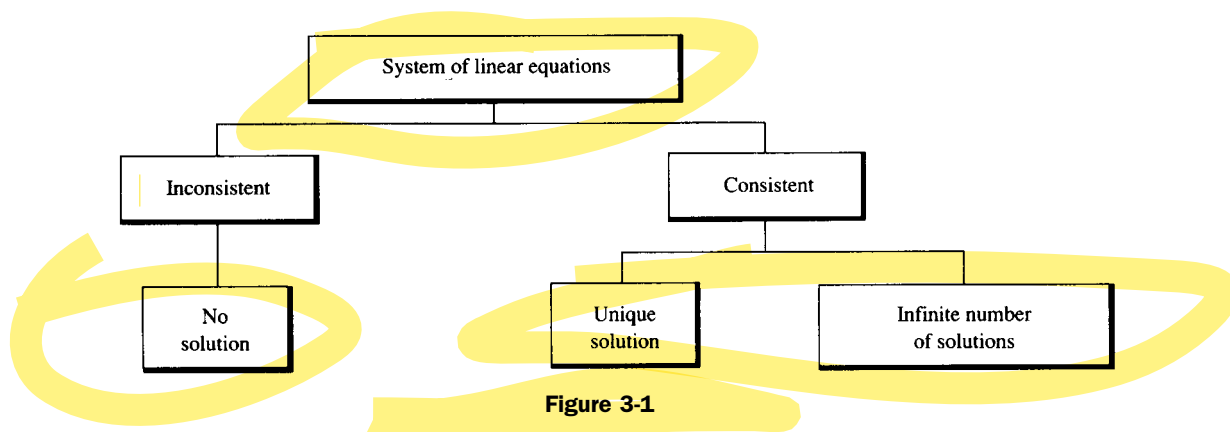 System of linear equations
Inconsistent
Consistent
No
solution
Unique
solution
Infinite number
of solutions
Figure 3-1